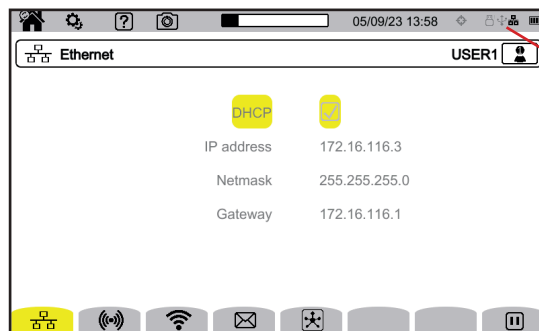 05/09/23 13:58
Ethernet
USER1
DHCP
IP address 172.16.116.3
Netmask 255.255.255.0
Gateway 172.16.116.1